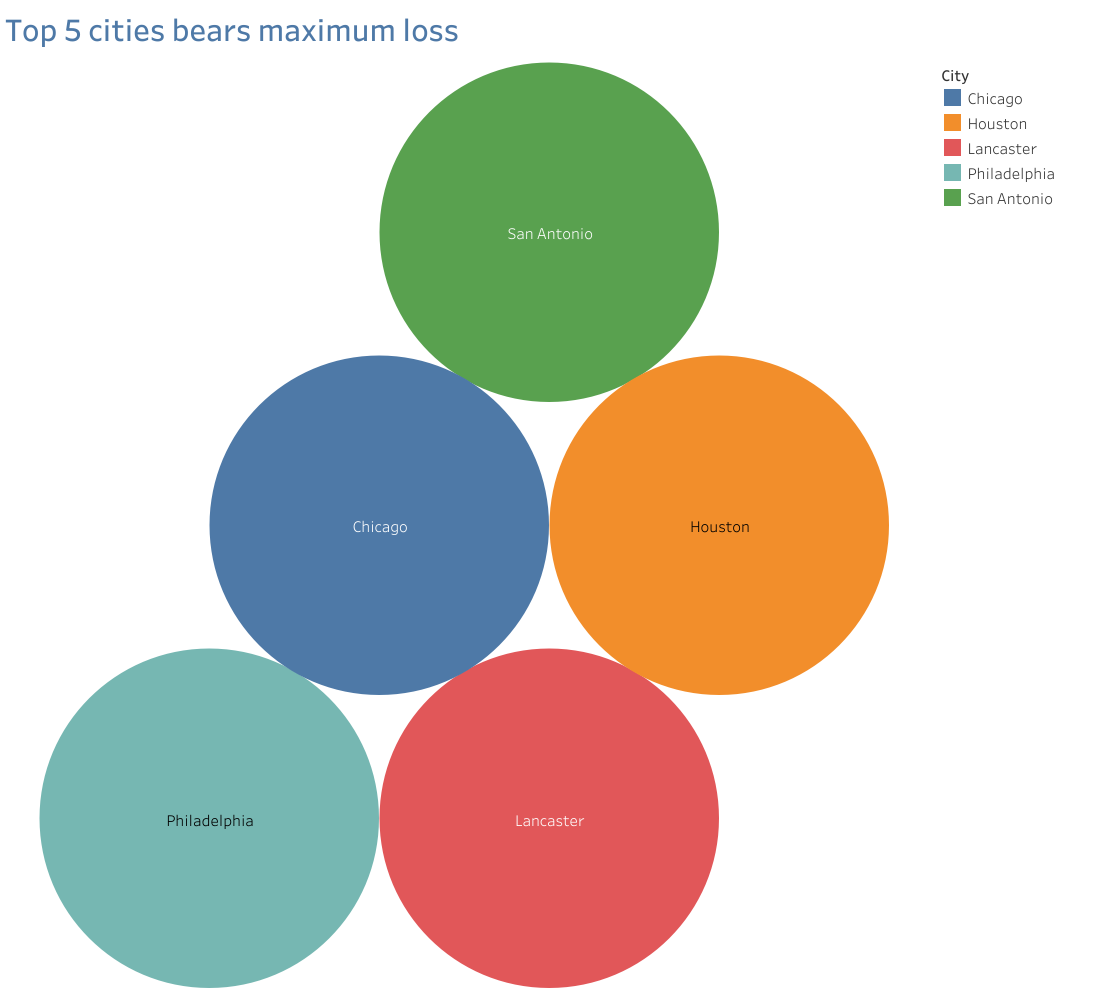 Top 5 cities bears maximum loss
City
Chicago
Houston
Lancaster
Philadelphia
San Antonio
San Antonio
Chicago
Houston
Philadelphia
Lancaster